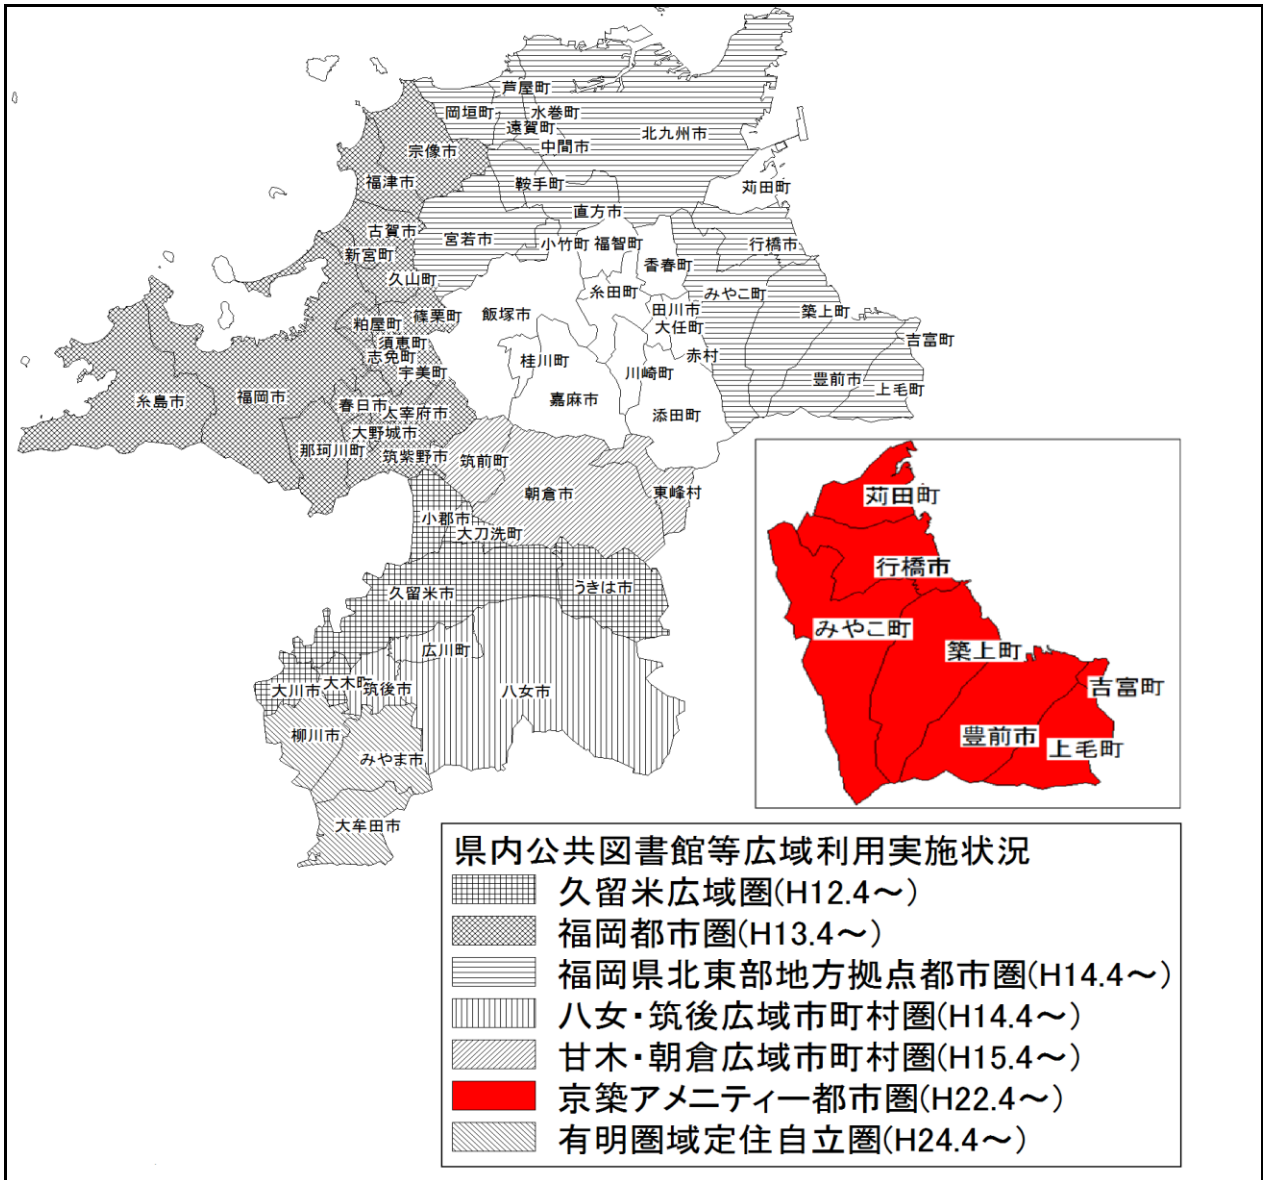 芦屋町
岡垣町
水巻町
遠賀町
北九州市
中間市
宗像市
福津市
鞍手町
苅田町
直方市
古賀市
宮若市
小竹町
福智町
行橋市
新宮町
香春町
久山町
糸田町
みやこ町
篠栗町
飯塚市
田川市
築上町
粕屋町
大任町
須恵町
吉富町
志免町
赤村
桂川町
宇美町
川崎町
豊前市
上毛町
糸島市
福岡市
春日市
太宰府市
嘉麻市
添田町
大野城市
那珂川町
筑紫野市
筑前町
朝倉市
東峰村
小郡市
大刀洗町
久留米市
うきは市
広川町
大川市
大木町
筑後市
八女市
柳川市
みやま市
大牟田市
苅田町
行橋市
みやこ町
築上町
吉富町
豊前市
上毛町
県内公共図書館等広域利用実施状況
久留米広域圏(H12.4～)
福岡都市圏(H13.4～)
福岡県北東部地方拠点都市圏(H14.4～)
八女・筑後広域市町村圏(H14.4～)
甘木・朝倉広域市町村圏(H15.4～)
京築アメニティー都市圏(H22.4～)
有明圏域定住自立圏(H24.4～)